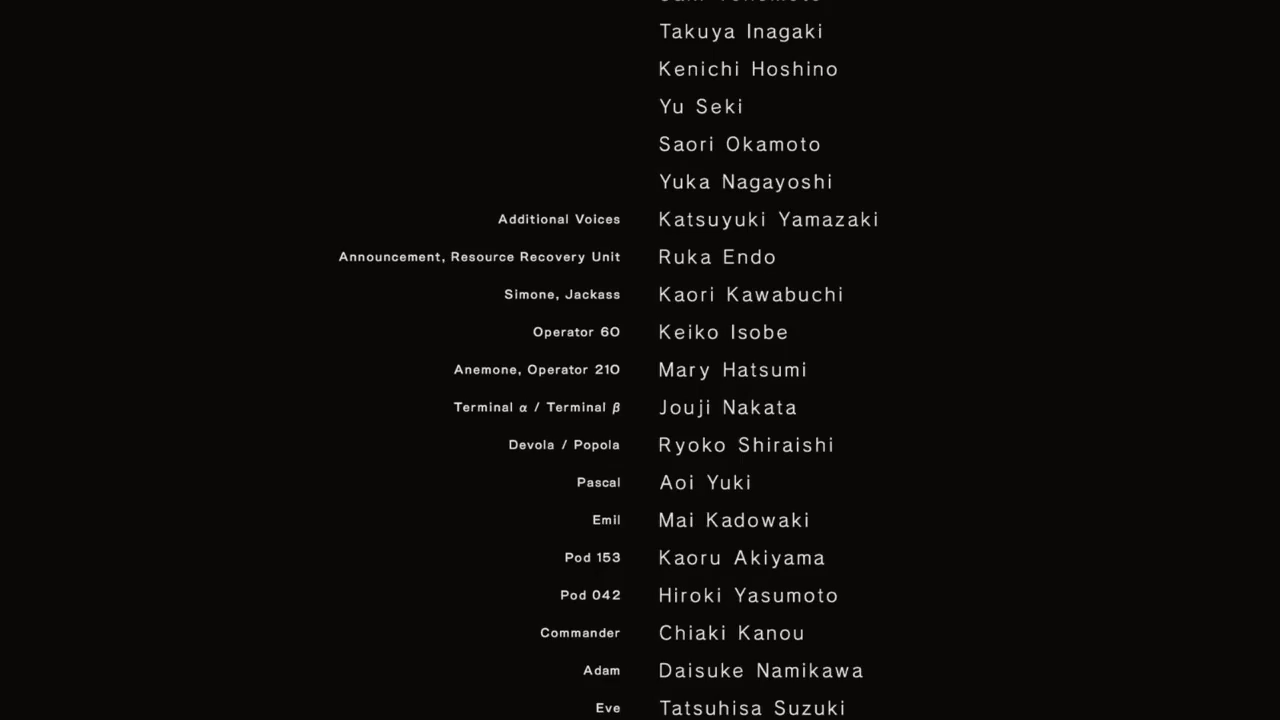 Takuya Inagaki
Kenichi Hoshino
Yu Seki
Saori Okamoto
Yuka Nagayoshi
Additional Voices Katsuyuki Yamazaki
Announcement, Resource Recovery Unit Ruka Endo
Simone, Jackass Kaori Kawabuchi
Operator 6O Keiko Isobe
Anemone, Operator 21O Mary Hatsumi
Terminal α / Terminal β Jouji Nakata
Devola / Popola Ryoko Shiraishi
Pascal Aoi Yuki
Emil Mai Kadowaki
Pod 153 Kaoru Akiyama
Pod 042 Hiroki Yasumoto
Commander Chiaki Kanou
Adam Daisuke Namikawa
Eve Tatsuhisa Suzuki